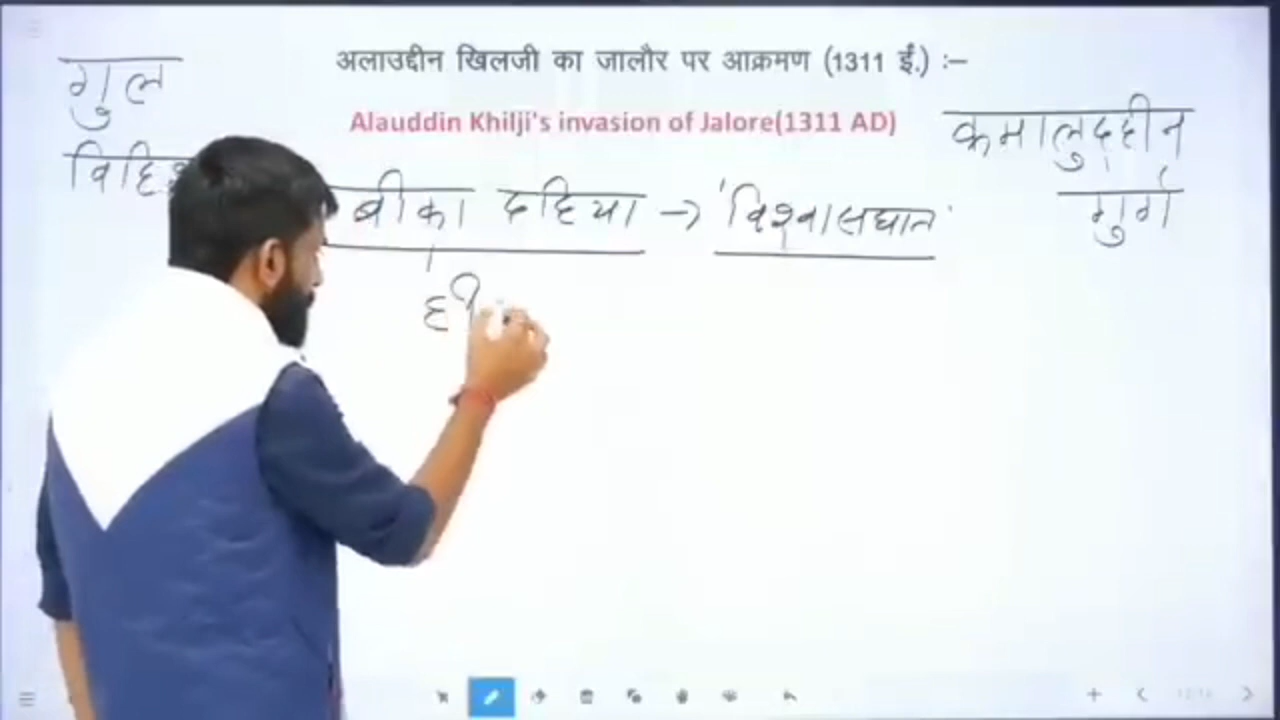 अलाउद्दीन खिलजी का जालौर पर आक्रमण (1311 ई.) :–
Alauddin Khilji's invasion of Jalore(1311 AD)
गुल
कमालुद्दीन
गुर्ग
बीका दहिया → 'विश्वासघात'